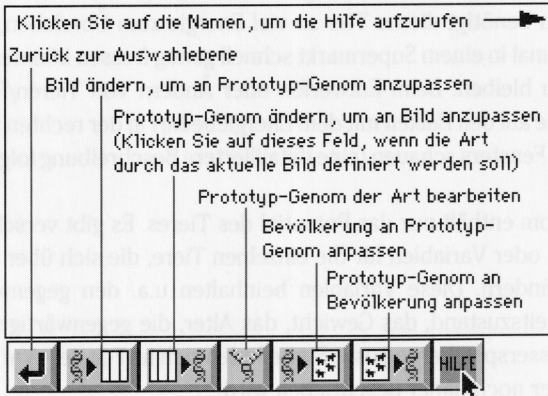 Klicken Sie auf die Namen, um die Hilfe aufzurufen
Zurück zur Auswahlebene
Bild ändern, um an Prototyp-Genom anzupassen
Prototyp-Genom ändern, um an Bild anzupassen
(Klicken Sie auf dieses Feld, wenn die Art
durch das aktuelle Bild definiert werden soll)
Prototyp-Genom der Art bearbeiten
Bevölkerung an Prototyp-
Genom anpassen
Prototyp-Genom an
Bevölkerung anpassen
HILFE